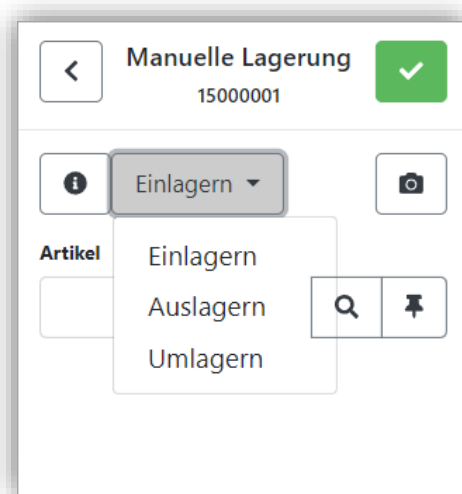 Manuelle Lagerung
15000001
Einlagern
Artikel
Einlagern
Auslagern
Umlagern